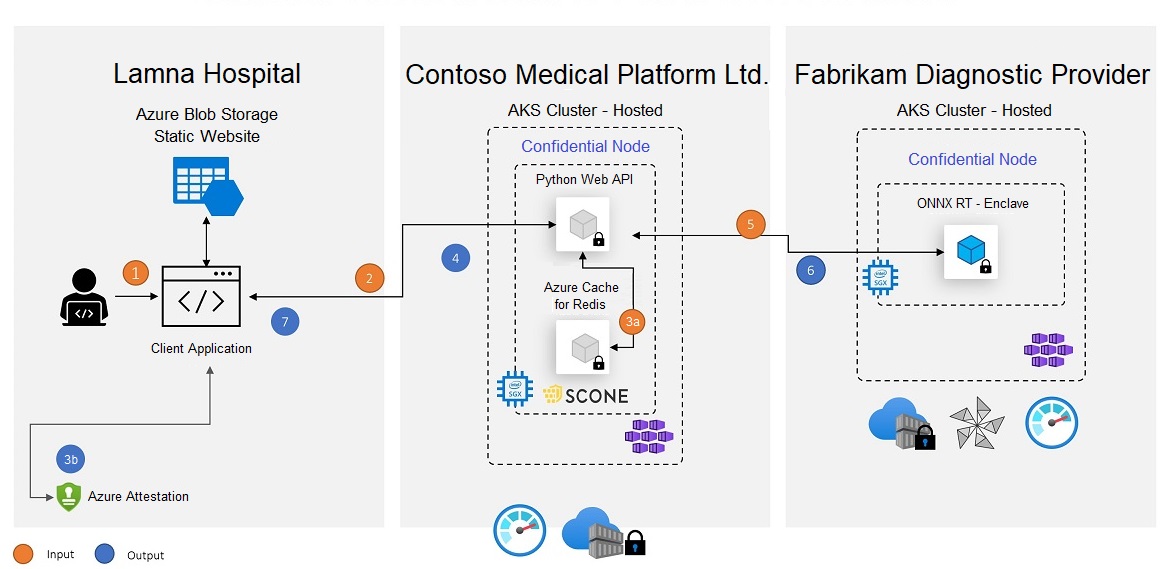 Lamna Hospital
Azure Blob Storage
Static Website
1
2
7
Client Application
3b
Azure Attestation
Input
Output
Contoso Medical Platform Ltd.
AKS Cluster - Hosted
Confidential Node
Python Web API
4
Azure Cache
for Redis
3a
intel
SGX
SCONE
5
Fabrikam Diagnostic Provider
AKS Cluster - Hosted
Confidential Node
ONNX RT - Enclave
6
intel
SGX